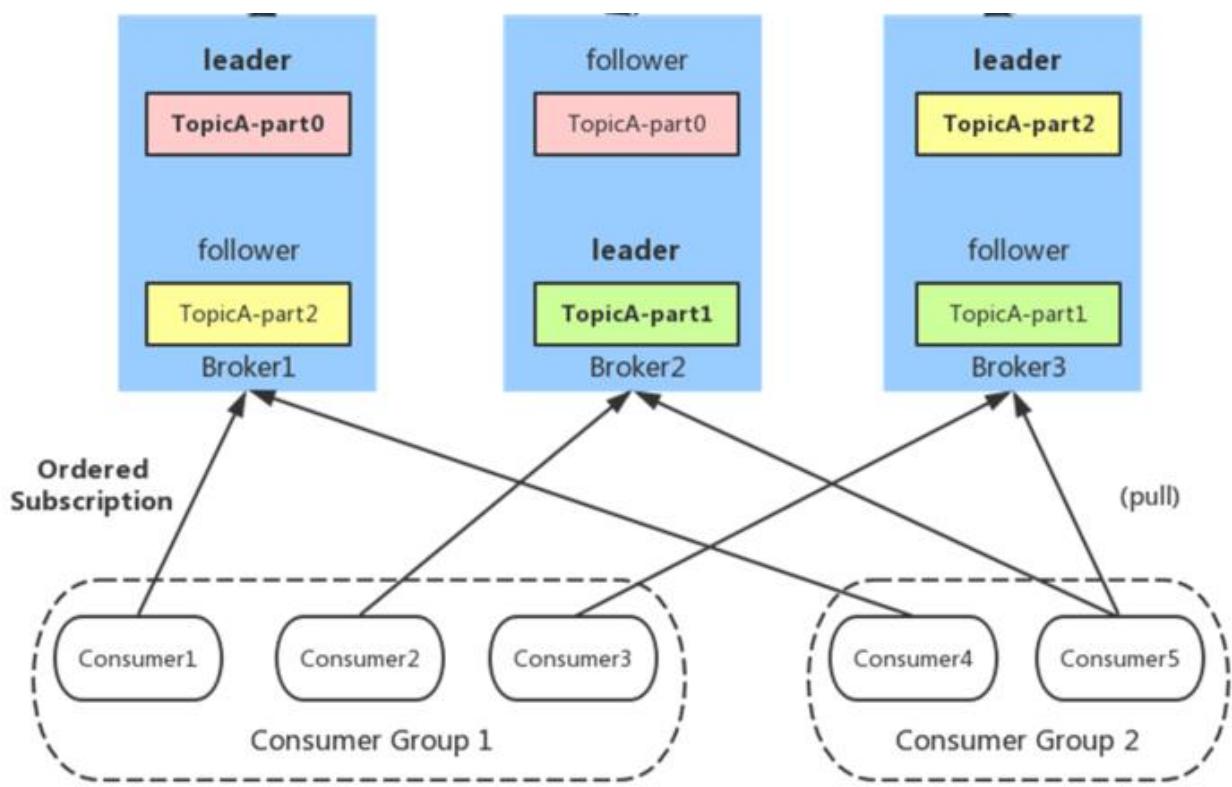 leader
TopicA-part0
follower
TopicA-part2
Broker1
follower
TopicA-part0
leader
TopicA-part1
Broker2
leader
TopicA-part2
follower
TopicA-part1
Broker3
Ordered
Subscription
(pull)
Consumer1
Consumer2
Consumer3
Consumer Group 1
Consumer4
Consumer5
Consumer Group 2